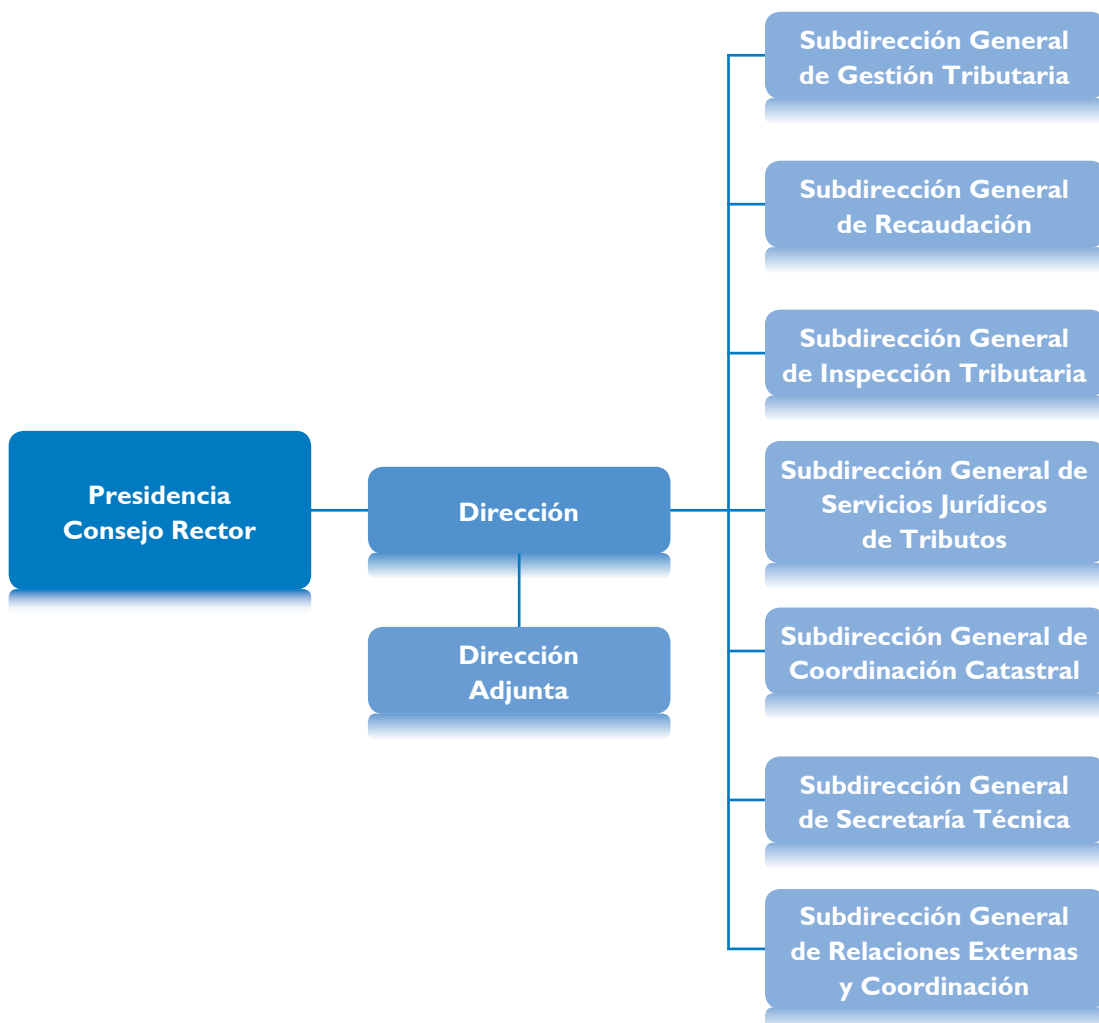 Subdirección General
de Gestión Tributaria
Subdirección General
de Recaudación
Subdirección General
de Inspección Tributaria
Presidencia
Consejo Rector
Dirección
Subdirección General de
Servicios Jurídicos
de Tributos
Dirección
Adjunta
Subdirección General de
Coordinación Catastral
Subdirección General
de Secretaría Técnica
Subdirección General
de Relaciones Externas
y Coordinación